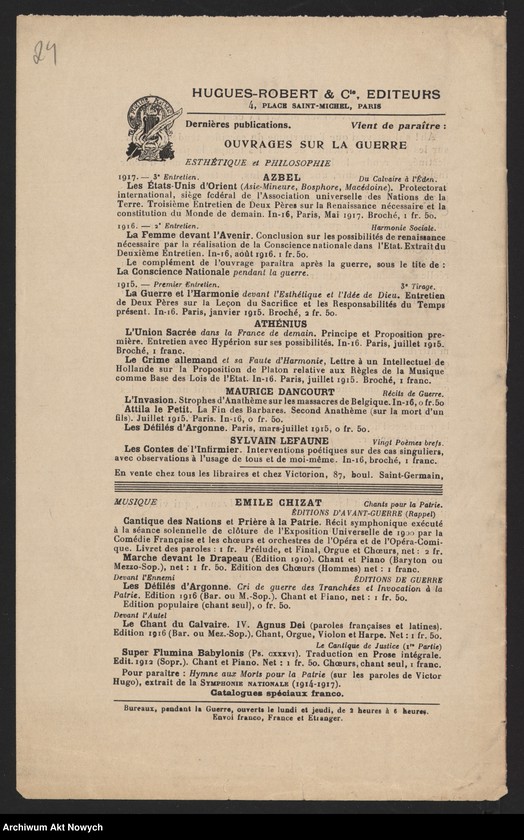 24
HUGUES-ROBERT & Cie, EDITEURS
4, PLACE SAINT-MICHEL, PARIS
Dernières publications. Vient de paraître :
OUVRAGES SUR LA GUERRE
ESTHÉTIQUE et PHILOSOPHIE
1917. — 3e Entretien. AZBEL Du Calvaire à l'Éden.
Les États-Unis d'Orient (Asie-Mineure, Bosphore, Macédoine). Protectorat
international, siège fédéral de l'Association universelle des Nations de la
Terre. Troisième Entretien de Deux Pères sur la Renaissance nécessaire et la
constitution du Monde de demain. In-16, Paris, Mai 1917. Broché, 1 fr. 50.
1916. — 2e Entretien. Harmonie Sociale.
La Femme devant l'Avenir. Conclusion sur les possibilités de renaissance
nécessaire par la réalisation de la Conscience nationale dans l'Etat. Extrait du
Deuxième Entretien. In-16, août 1916. 1 fr. 50.
Le complément de l'ouvrage paraîtra après la guerre, sous le titre de :
La Conscience Nationale pendant la guerre.
1915, — Premier Entretien. 3e Tirage.
La Guerre et l'Harmonie devant l'Esthétique et l'Idée de Dieu. Entretien
de Deux Pères sur la Leçon du Sacrifice et les Responsabilités du Temps
présent. In-16. Paris, janvier 1915. Broché, 2 fr. 50.
ATHÉNIUS
L'Union Sacrée dans la France de demain. Principe et Proposition pre-
mière. Entretien avec Hypérion sur ses possibilités. In-16. Paris, juillet 1915.
Broché, 1 franc.
Le Crime allemand et sa Faute d'Harmonie, Lettre à un Intellectuel de
Hollande sur la Proposition de Platon relative aux Règles de la Musique
comme Base des Lois de l'Etat. In-16. Paris, juillet 1915. Broché, 1 franc.
MAURICE DANCOURT Récits de Guerre.
L'Invasion. Strophes d'Anathème sur les massacres de Belgique. In-16, 0 fr. 50
Attila le Petit. La Fin des Barbares. Second Anathème (sur la mort d'un
fils). Juillet 1915. Paris. In-16, 0 fr. 50.
Les Défilés d'Argonne. Paris, mars-juillet 1915, 0 fr. 50.
SYLVAIN LEFAUNE Vingt Poèmes brefs.
Les Contes de l'Infirmier. Interventions poétiques sur des cas singuliers,
avec observations à l'usage de tous et de moi-même. In-16, broché, 1 franc.
En vente chez tous les libraires et chez Victorion, 87, boul. Saint-Germain,
MUSIQUE EMILE CHIZAT Chants pour la Patrie.
ÉDITIONS D'AVANT-GUERRE (Rappel)
Cantique des Nations et Prière à la Patrie. Récit symphonique exécuté
à la séance solennelle de clôture de l'Exposition Universelle de 1900 par la
Comédie Française et les chœurs et orchestres de l'Opéra et de l'Opéra-Comi-
que. Livret des paroles : 1 fr. Prélude, et Final, Orgue et Chœurs, net : 2 fr.
Marche devant le Drapeau (Edition 1910). Chant et Piano (Baryton ou
Mezzo-Sop.), net : 1 fr. 50. Edition des Chœurs (Hommes) net : 1 franc.
Devant l'Ennemi ÉDITIONS DE GUERRE
Les Défilés d'Argonne. Cri de guerre des Tranchées et Invocation à la
Patrie. Edition 1916 (Bar. ou M.-Sop.). Chant et Piano, net : 1 fr. 50.
Edition populaire (chant seul), 0 fr. 50.
Devant l'Autel
Le Chant du Calvaire. IV. Agnus Dei (paroles françaises et latines).
Edition 1916 (Bar. ou Mez.-Sop.). Chant, Orgue, Violon et Harpe. Net : 1 fr. 50.
Le Cantique de Justice (1re Partie)
Super Flumina Babylonis (Ps. CXXXVI). Traduction en Prose intégrale.
Edit. 1912 (Sopr.). Chant et Piano. Net : 1 fr. 50. Chœurs, chant seul, 1 franc.
Pour paraître : Hymne aux Morts pour la Patrie (sur les paroles de Victor
Hugo), extrait de la SYMPHONIE NATIONALE (1914-1917).
Catalogues spéciaux franco.
Bureaux, pendant la Guerre, ouverts le lundi et jeudi, de 2 heures à 6 heures.
Envoi franco, France et Etranger.
Archiwum Akt Nowych